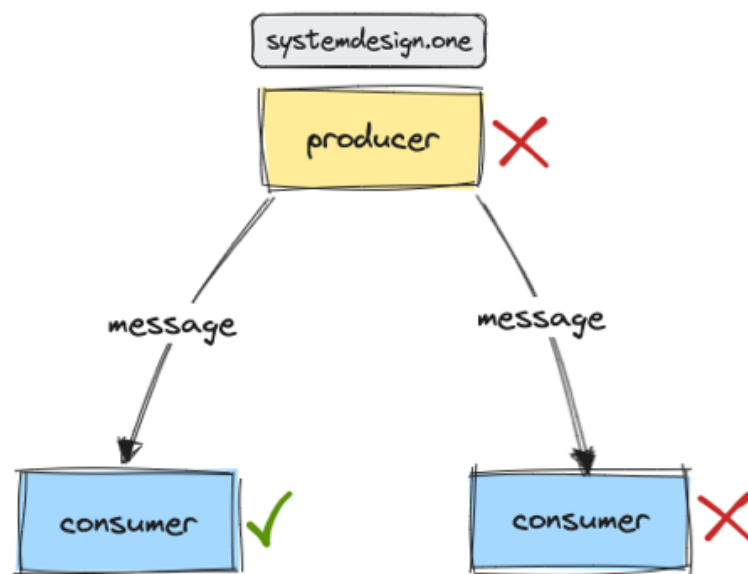 systemdesign.one
producer
message
message
consumer
consumer